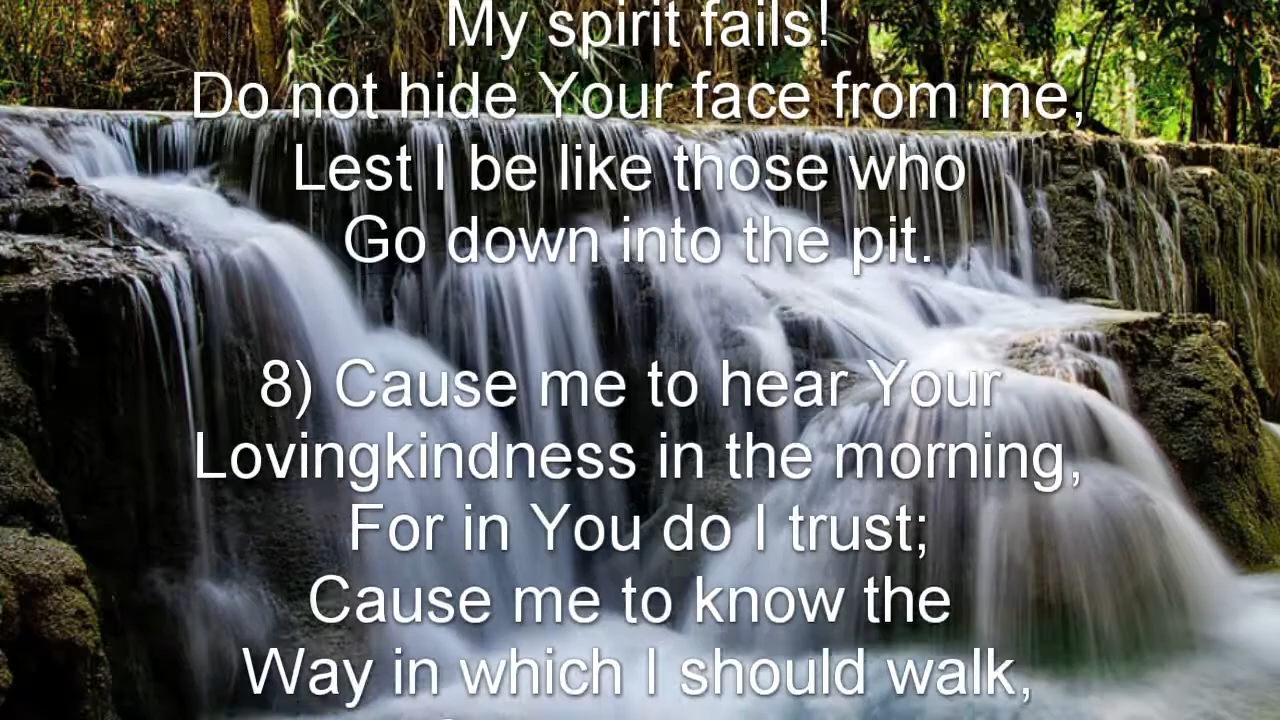 My spirit fails!
Do not hide Your face from me,
Lest I be like those who
Go down into the pit.
8) Cause me to hear Your
Lovingkindness in the morning,
For in You do I trust;
Cause me to know the
Way in which I should walk,